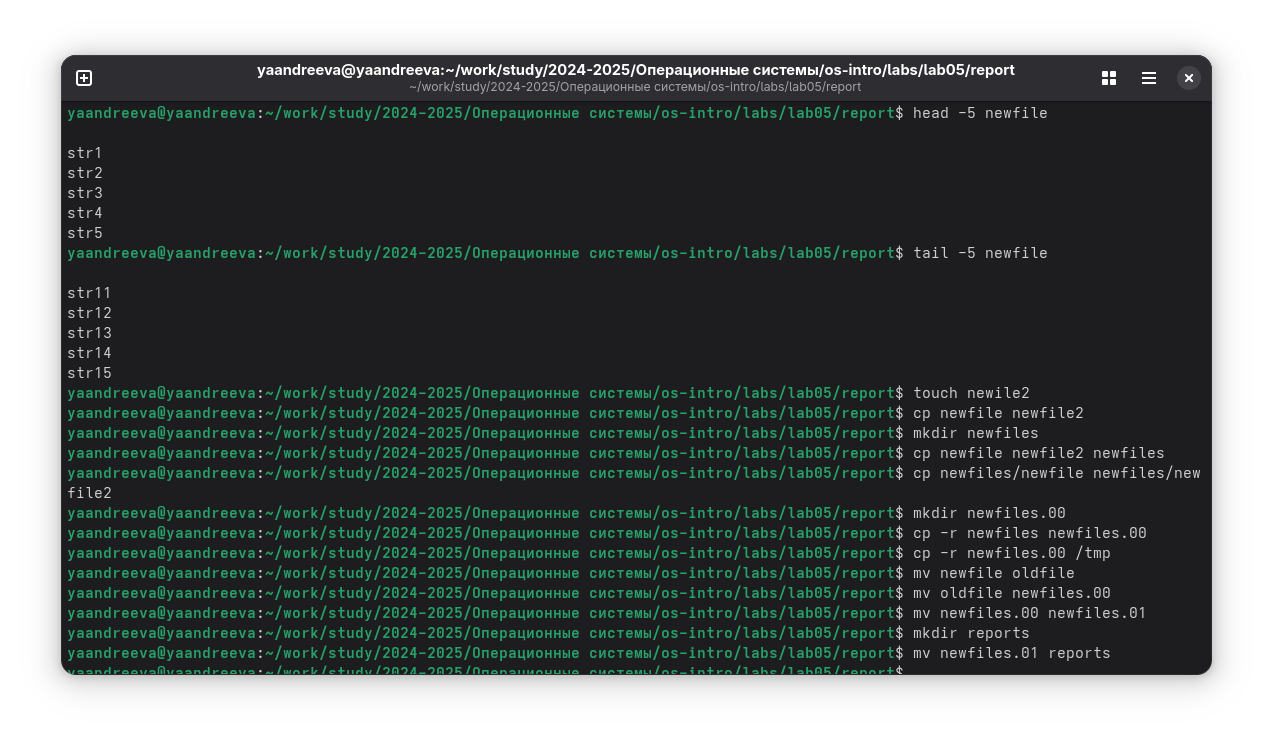 yaandreeva@yaandreeva:~/work/study/2024-2025/Операционные системы/os-intro/labs/lab05/report
~/work/study/2024-2025/Операционные системы/os-intro/labs/lab05/report
yaandreeva@yaandreeva:~/work/study/2024-2025/Операционные системы/os-intro/labs/lab05/report$ head -5 newfile
str1
str2
str3
str4
str5
yaandreeva@yaandreeva:~/work/study/2024-2025/Операционные системы/os-intro/labs/lab05/report$ tail -5 newfile
str11
str12
str13
str14
str15
yaandreeva@yaandreeva:~/work/study/2024-2025/Операционные системы/os-intro/labs/lab05/report$ touch newile2
yaandreeva@yaandreeva:~/work/study/2024-2025/Операционные системы/os-intro/labs/lab05/report$ cp newfile newfile2
yaandreeva@yaandreeva:~/work/study/2024-2025/Операционные системы/os-intro/labs/lab05/report$ mkdir newfiles
yaandreeva@yaandreeva:~/work/study/2024-2025/Операционные системы/os-intro/labs/lab05/report$ cp newfile newfile2 newfiles
yaandreeva@yaandreeva:~/work/study/2024-2025/Операционные системы/os-intro/labs/lab05/report$ cp newfiles/newfile newfiles/new
file2
yaandreeva@yaandreeva:~/work/study/2024-2025/Операционные системы/os-intro/labs/lab05/report$ mkdir newfiles.00
yaandreeva@yaandreeva:~/work/study/2024-2025/Операционные системы/os-intro/labs/lab05/report$ cp -r newfiles newfiles.00
yaandreeva@yaandreeva:~/work/study/2024-2025/Операционные системы/os-intro/labs/lab05/report$ cp -r newfiles.00 /tmp
yaandreeva@yaandreeva:~/work/study/2024-2025/Операционные системы/os-intro/labs/lab05/report$ mv newfile oldfile
yaandreeva@yaandreeva:~/work/study/2024-2025/Операционные системы/os-intro/labs/lab05/report$ mv oldfile newfiles.00
yaandreeva@yaandreeva:~/work/study/2024-2025/Операционные системы/os-intro/labs/lab05/report$ mv newfiles.00 newfiles.01
yaandreeva@yaandreeva:~/work/study/2024-2025/Операционные системы/os-intro/labs/lab05/report$ mkdir reports
yaandreeva@yaandreeva:~/work/study/2024-2025/Операционные системы/os-intro/labs/lab05/report$ mv newfiles.01 reports
yaandreeva@yaandreeva:~/work/study/2024-2025/Операционные системы/os-intro/labs/lab05/report$